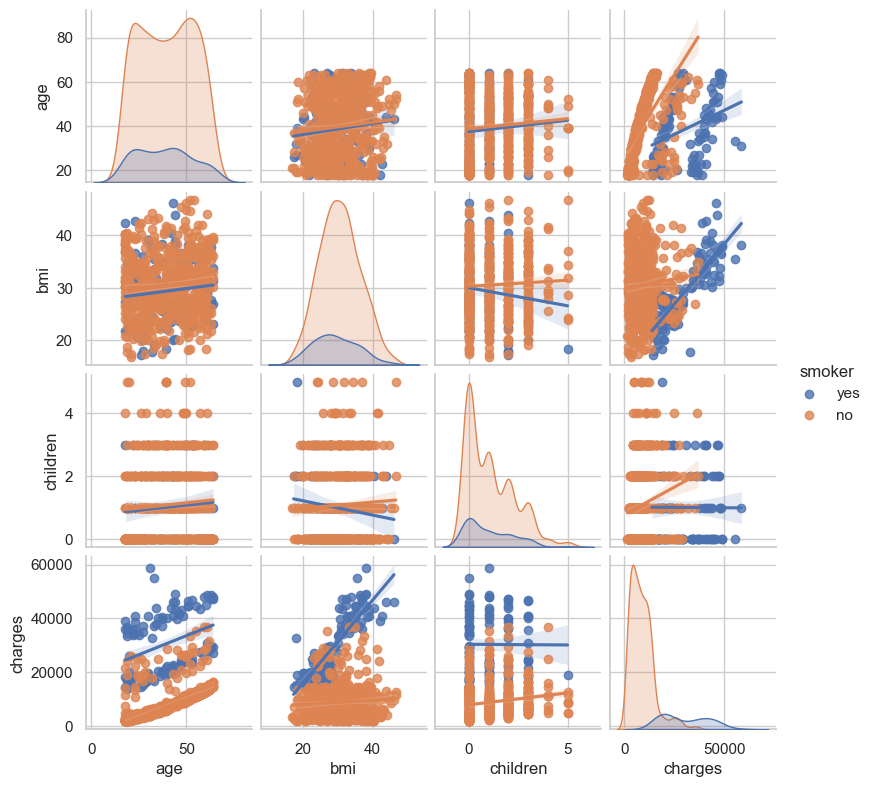 80
60
40
20
age
40
30
20
bmi
4
2
0
children
60000
40000
20000
0
charges
0 50
20 40
0 5
0 50000
age
bmi
children
charges
smoker
yes
no